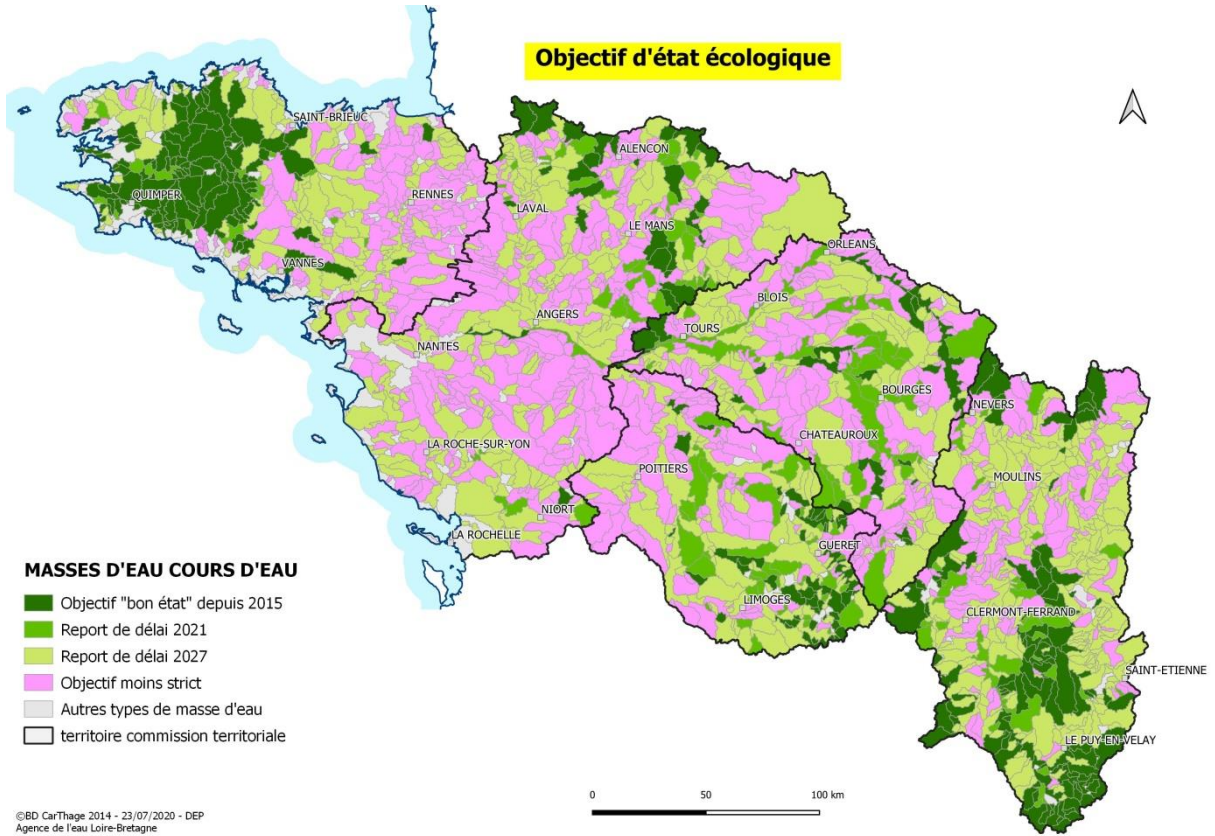 Objectif d'état écologique
SAINT-BRIEUC
ALENCON
QUIMPER
RENNES
LAVAL
LE MANS
ORLEANS
VANNES
BLOIS
ANGERS
TOURS
NANTES
BOURGES
NEVERS
CHATEAUROUX
LA ROCHE-SUR-YON
POITIERS
MOULINS
NIORT
LA ROCHELLE
GUERET
LIMOGES
CLERMONT-FERRAND
SAINT-ETIENNE
LE PUY-EN-VELAY
MASSES D'EAU COURS D'EAU
Objectif "bon état" depuis 2015
Report de délai 2021
Report de délai 2027
Objectif moins strict
Autres types de masse d'eau
territoire commission territoriale
0 50 100 km
©BD CarThage 2014 - 23/07/2020 - DEP
Agence de l'eau Loire-Bretagne